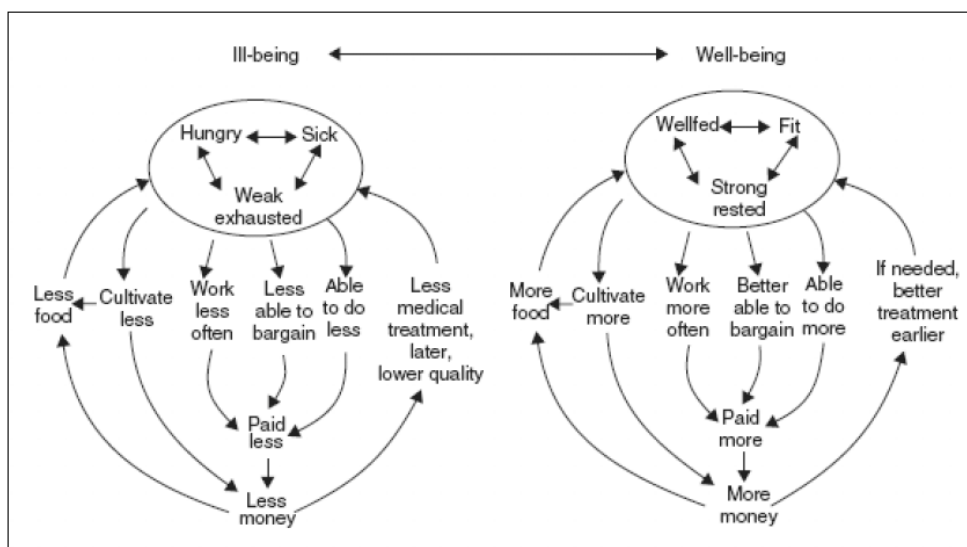 Ill-being
Well-being
Hungry
Sick
Weak
exhausted
Less
food
Cultivate
less
Work
less
often
Less
able to
bargain
Able
to do
less
Less
medical
treatment,
later,
lower quality
Paid
less
Less
money
Wellfed
Fit
Strong
rested
More
food
Cultivate
more
Work
more
often
Better
able to
bargain
Able
to do
more
If needed,
better
treatment
earlier
Paid
more
More
money